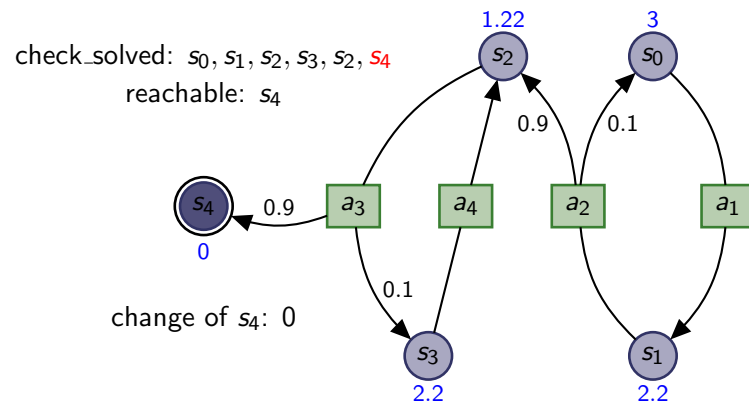 1.22
3
check_solved: s₀, s₁, s₂, s₃, s₂, s₄
s₂
s₀
reachable: s₄
0.9
0.1
s₄
0.9
a₃
a₄
a₂
a₁
0
0.1
change of s₄: 0
s₃
s₁
2.2
2.2